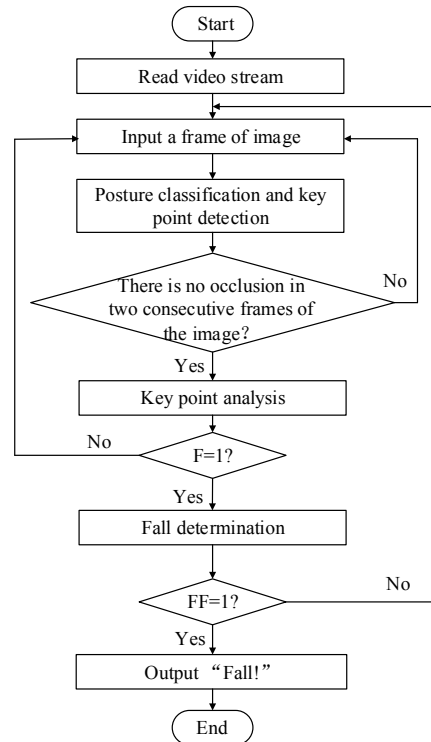 Start
Read video stream
Input a frame of image
Posture classification and key
point detection
There is no occlusion in
two consecutive frames of
the image?
No
Yes
Key point analysis
No
F=1?
Yes
Fall determination
FF=1?
No
Yes
Output “Fall!”
End